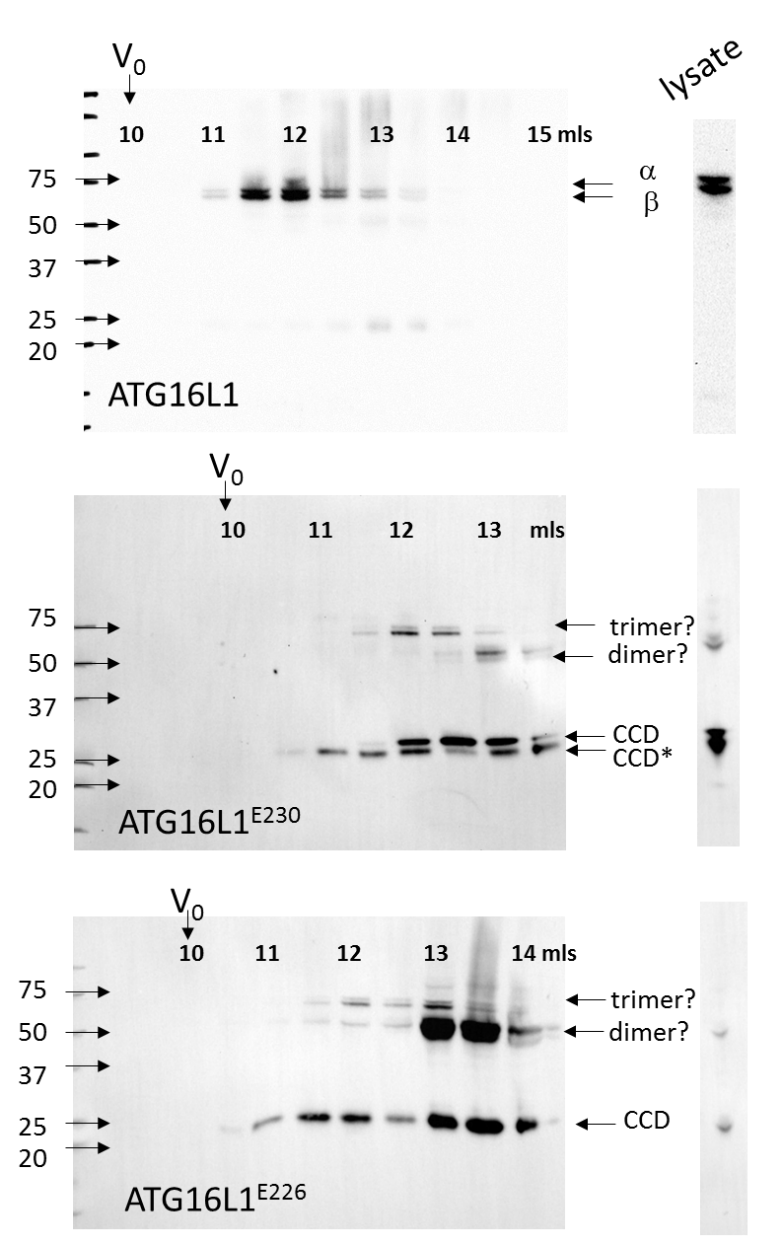 V0
lysate
10 11 12 13 14 15 mls
75
α
β
50
37
25
20
ATG16L1
V0
10 11 12 13 mls
75
trimer?
dimer?
50
37
CCD
CCD*
25
20
ATG16L1E230
V0
10 11 12 13 14 mls
75
trimer?
50
dimer?
37
25
CCD
20
ATG16L1E226